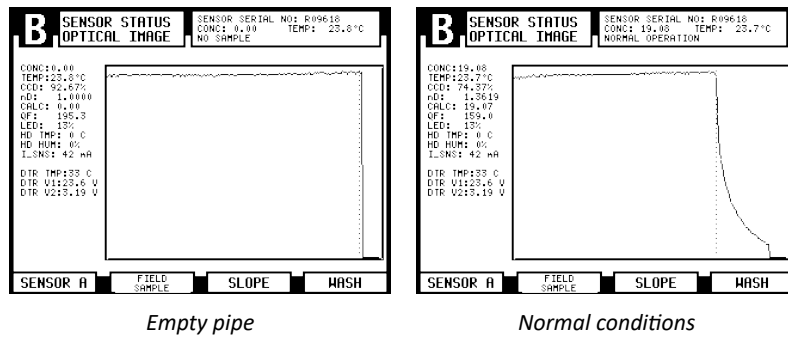 B
SENSOR STATUS
OPTICAL IMAGE
SENSOR SERIAL NO: R09618
CONC: 0.00 TEMP: 23.8°C
NO SAMPLE
CONC:0.00
TEMP:23.8°C
CCD: 92.67%
nD: 1.0000
CALC: 0.00
QF: 195.3
LED: 13%
HD TMP: 0 C
HD HUM: 0%
I_SNS: 42 mA
DTR TMP:33 C
DTR V1:23.6 V
DTR V2:3.19 V
SENSOR A
FIELD
SAMPLE
SLOPE
WASH
Empty pipe
B
SENSOR STATUS
OPTICAL IMAGE
SENSOR SERIAL NO: R09618
CONC: 19.08 TEMP: 23.7°C
NORMAL OPERATION
CONC:19.08
TEMP:23.7°C
CCD: 74.37%
nD: 1.3619
CALC: 19.07
QF: 159.0
LED: 13%
HD TMP: 0 C
HD HUM: 0%
I_SNS: 42 mA
DTR TMP:33 C
DTR V1:23.6 V
DTR V2:3.19 V
SENSOR A
FIELD
SAMPLE
SLOPE
WASH
Normal conditions